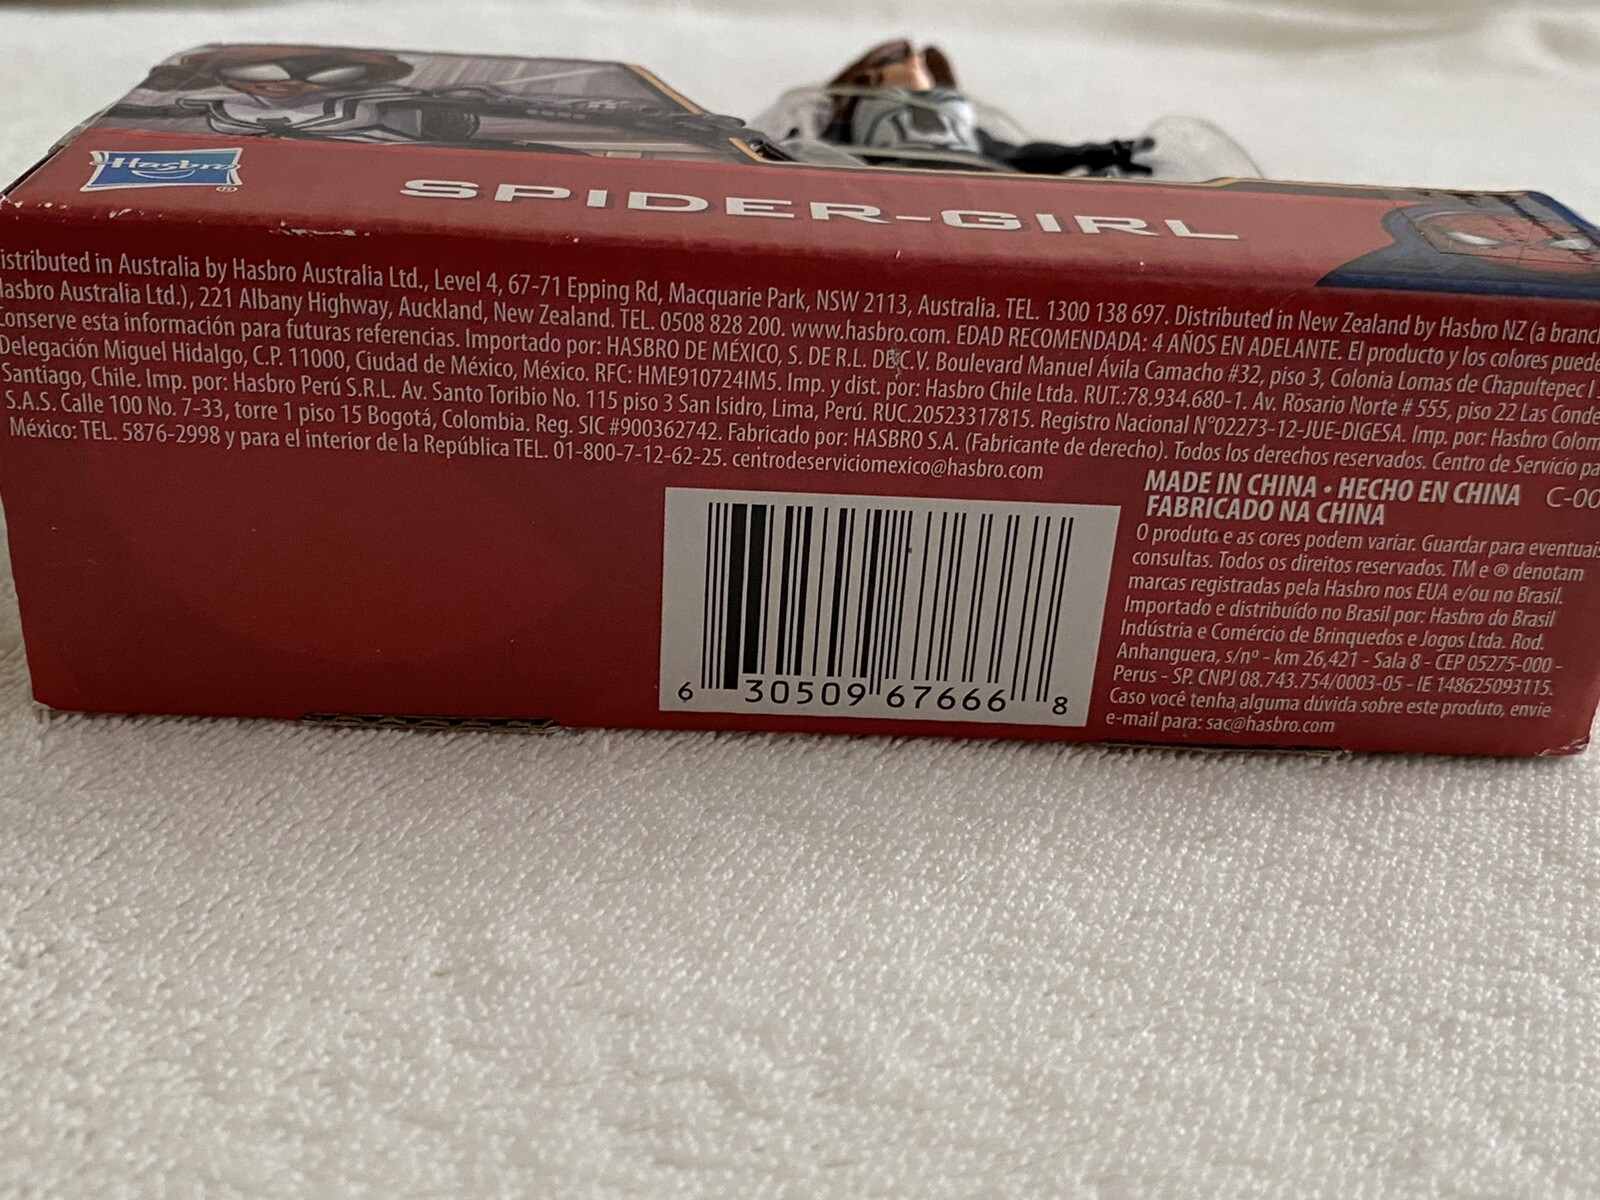 Hasbro
SPIDER-GIRL
istributed in Australia by Hasbro Australia Ltd., Level 4, 67-71 Epping Rd, Macquarie Park, NSW 2113, Australia. TEL. 1300 138 697. Distributed in New Zealand by Hasbro NZ (a branch
Hasbro Australia Ltd.), 221 Albany Highway, Auckland, New Zealand. TEL. 0508 828 200. www.hasbro.com. EDAD RECOMENDADA: 4 AÑOS EN ADELANTE. El producto y los colores puede
Conserve esta información para futuras referencias. Importado por: HASBRO DE MÉXICO, S. DE R.L. DE C.V. Boulevard Manuel Ávila Camacho #32, piso 3, Colonia Lomas de Chapultepec I
Delegación Miguel Hidalgo, C.P. 11000, Ciudad de México, México. RFC: HME910724IM5. Imp. y dist. por: Hasbro Chile Ltda. RUT.:78.934.680-1. Av. Rosario Norte # 555, piso 22 Las Conde
Santiago, Chile. Imp. por: Hasbro Perú S.R.L. Av. Santo Toribio No. 115 piso 3 San Isidro, Lima, Perú. RUC.20523317815. Registro Nacional N°02273-12-JUE-DIGESA. Imp. por: Hasbro Colom
S.A.S. Calle 100 No. 7-33, torre 1 piso 15 Bogotá, Colombia. Reg. SIC #900362742. Fabricado por: HASBRO S.A. (Fabricante de derecho). Todos los derechos reservados. Centro de Servicio pa
México: TEL. 5876-2998 y para el interior de la República TEL. 01-800-7-12-62-25. centrodeserviciomexico@hasbro.com
MADE IN CHINA • HECHO EN CHINA C-00
FABRICADO NA CHINA
O produto e as cores podem variar. Guardar para eventuais
consultas. Todos os direitos reservados. TM e ® denotam
marcas registradas pela Hasbro nos EUA e/ou no Brasil.
Importado e distribuído no Brasil por: Hasbro do Brasil
Indústria e Comércio de Brinquedos e Jogos Ltda. Rod.
Anhanguera, s/nº - km 26,421 - Sala 8 - CEP 05275-000 -
Perus - SP. CNPJ 08.743.754/0003-05 - IE 148625093115.
Caso você tenha alguma dúvida sobre este produto, envie
e-mail para: sac@hasbro.com
6 30509 67666 8